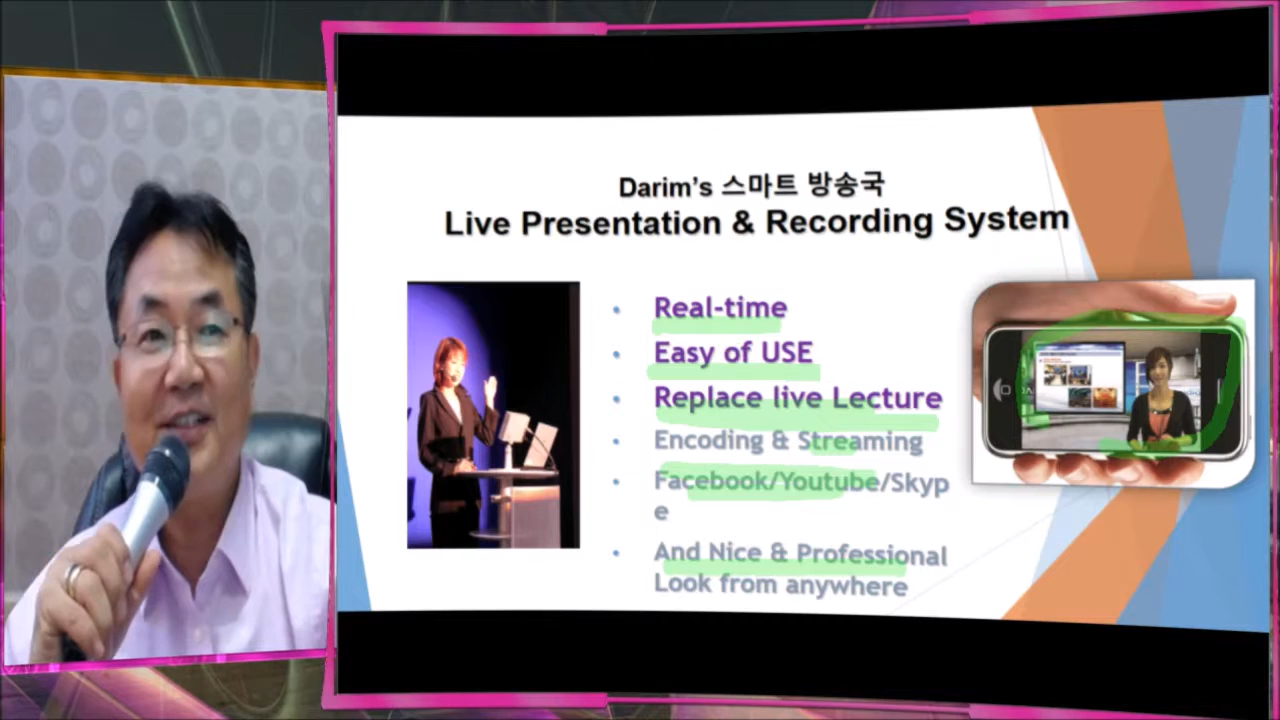 Darim's 스마트 방송국
Live Presentation & Recording System
• Real-time
• Easy of USE
• Replace live Lecture
• Encoding & Streaming
• Facebook/Youtube/Skyp
e
• And Nice & Professional
Look from anywhere